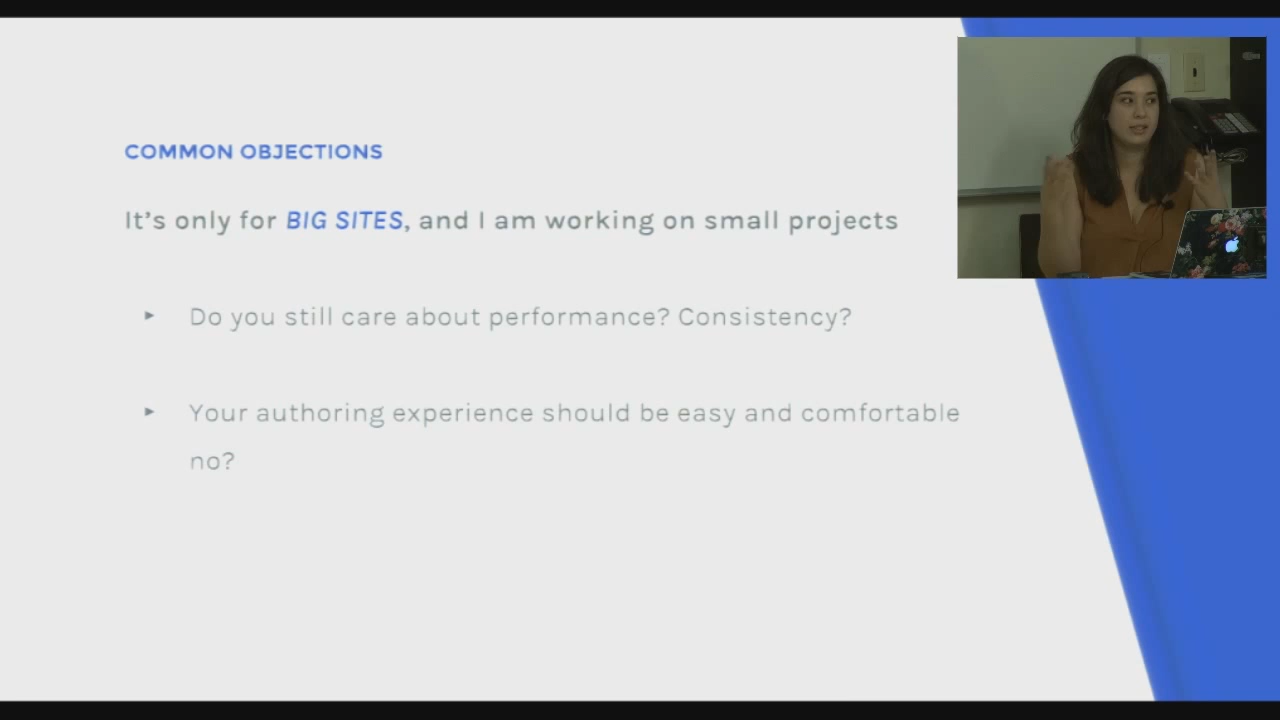 COMMON OBJECTIONS
It's only for BIG SITES, and I am working on small projects
▸ Do you still care about performance? Consistency?
▸ Your authoring experience should be easy and comfortable
no?